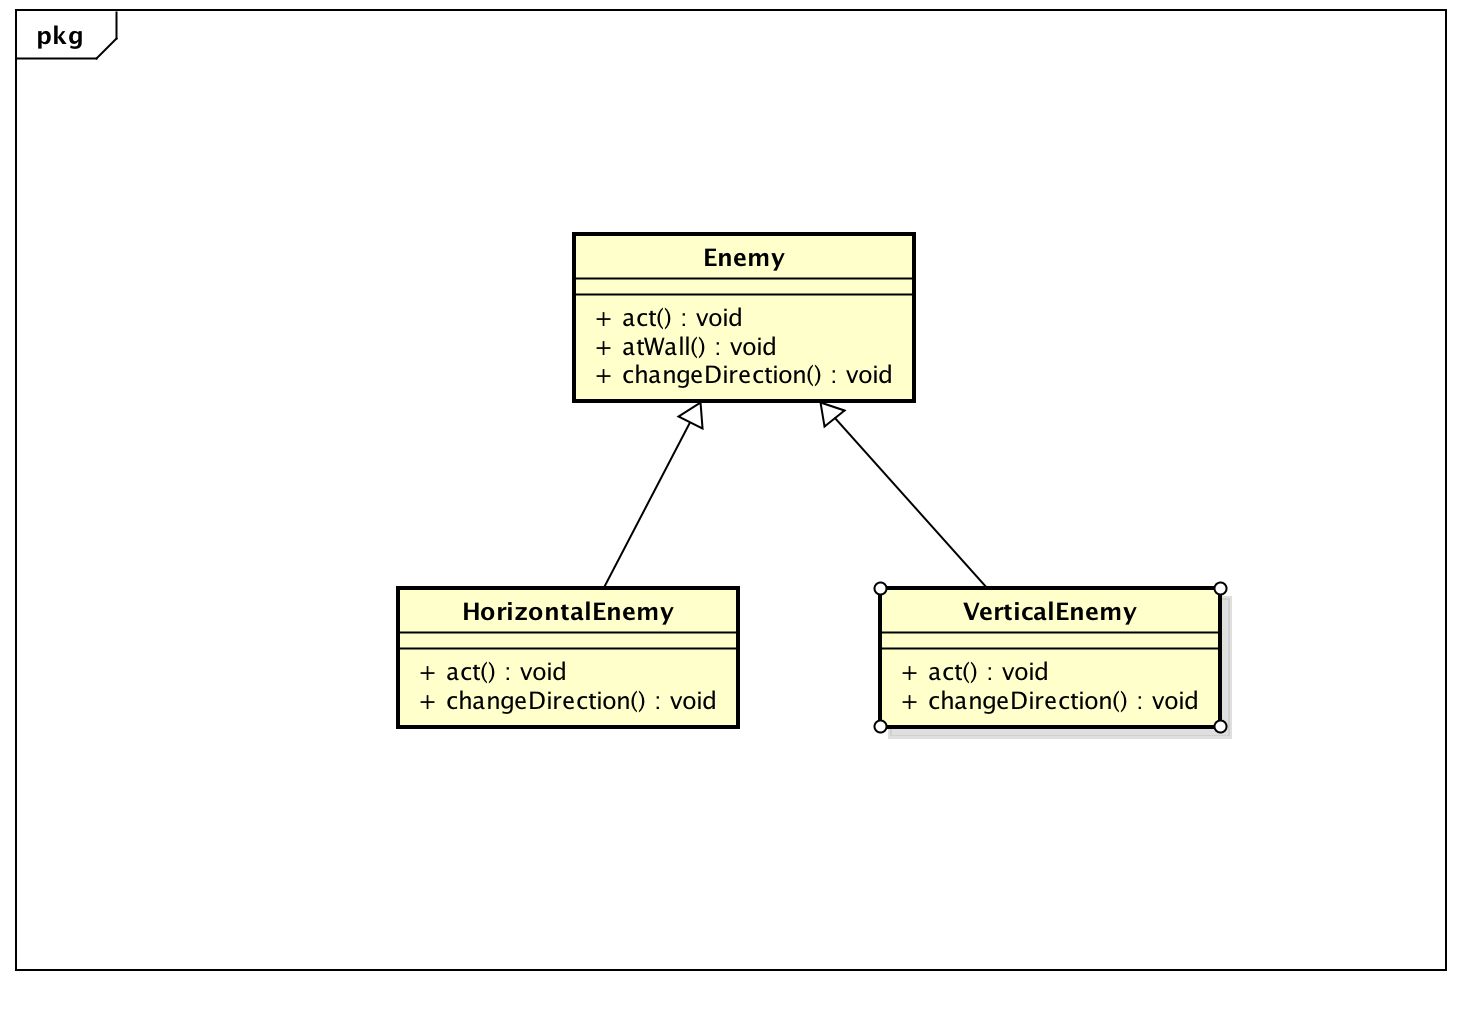 pkg
Enemy
+ act() : void
+ atWall() : void
+ changeDirection() : void
HorizontalEnemy
+ act() : void
+ changeDirection() : void
VerticalEnemy
+ act() : void
+ changeDirection() : void